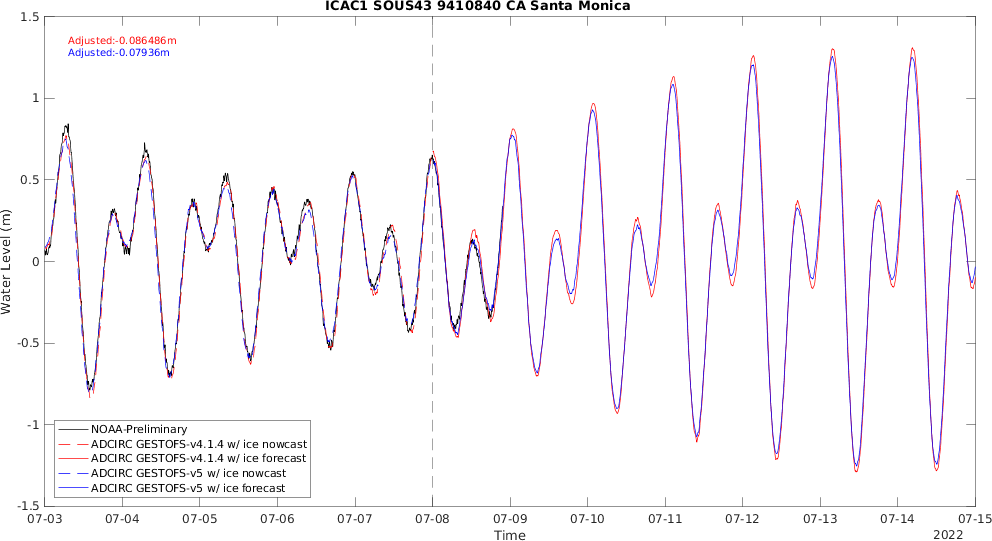 ICAC1 SOUS43 9410840 CA Santa Monica
Adjusted:-0.086486m
Adjusted:-0.07936m
Water Level (m)
1.5
1
0.5
0
-0.5
-1
-1.5
NOAA-Preliminary
ADCIRC GESTOFS-v4.1.4 w/ ice nowcast
ADCIRC GESTOFS-v4.1.4 w/ ice forecast
ADCIRC GESTOFS-v5 w/ ice nowcast
ADCIRC GESTOFS-v5 w/ ice forecast
07-03 07-04 07-05 07-06 07-07 07-08 07-09 07-10 07-11 07-12 07-13 07-14 07-15
Time
2022